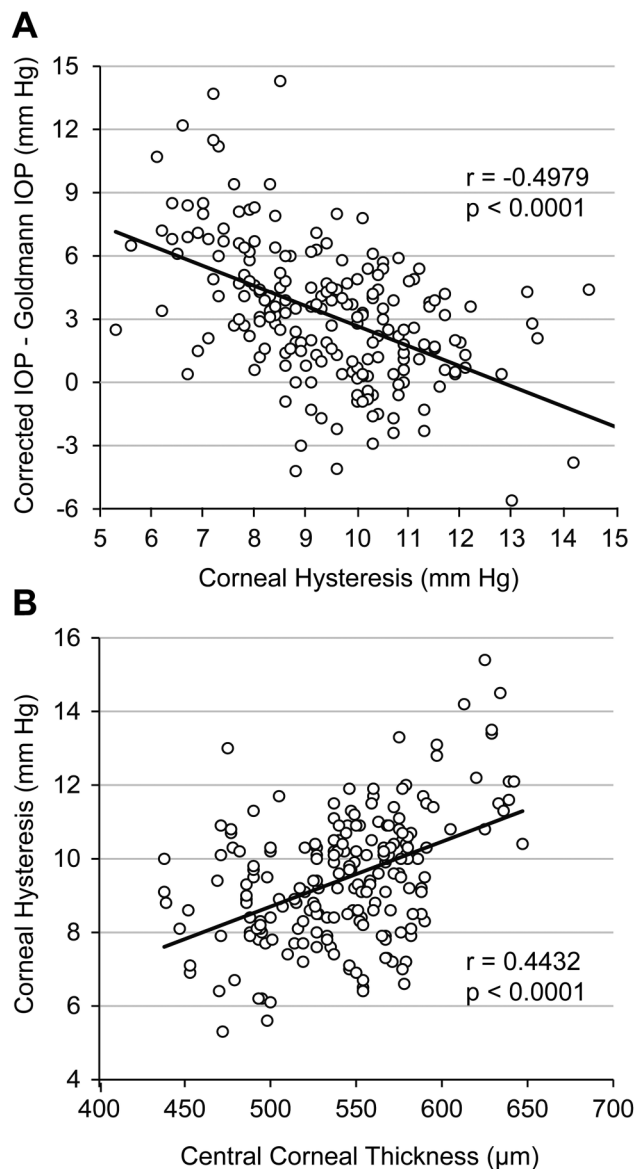 A
Corrected IOP - Goldmann IOP (mm Hg)
15
12
9
6
3
0
-3
-6
r = -0.4979
p < 0.0001
5 6 7 8 9 10 11 12 13 14 15
Corneal Hysteresis (mm Hg)
B
Corneal Hysteresis (mm Hg)
16
14
12
10
8
6
4
r = 0.4432
p < 0.0001
400 450 500 550 600 650 700
Central Corneal Thickness (μm)